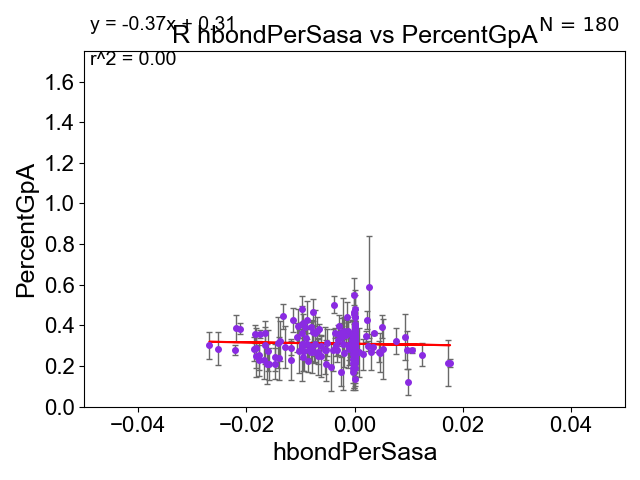 y = -0.37x + 0.31
R hbondPerSasa vs PercentGpA
N = 180
r^2 = 0.00
PercentGpA
1.6
1.4
1.2
1.0
0.8
0.6
0.4
0.2
0.0
−0.04
−0.02
0.00
0.02
0.04
hbondPerSasa